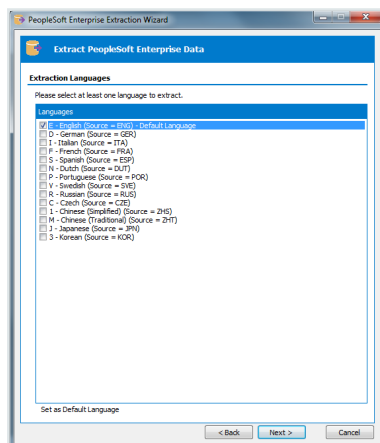 PeopleSoft Enterprise Extraction Wizard
Extract PeopleSoft Enterprise Data
Extraction Languages
Please select at least one language to extract.
Languages
E - English (Source = ENG) - Default Language
D - German (Source = GER)
I - Italian (Source = ITA)
F - French (Source = FRA)
S - Spanish (Source = ESP)
N - Dutch (Source = DUT)
P - Portuguese (Source = POR)
V - Swedish (Source = SVE)
R - Russian (Source = RUS)
C - Czech (Source = CZE)
1 - Chinese (Simplified) (Source = ZHS)
M - Chinese (Traditional) (Source = ZHT)
J - Japanese (Source = JPN)
3 - Korean (Source = KOR)
Set as Default Language
< Back Next > Cancel